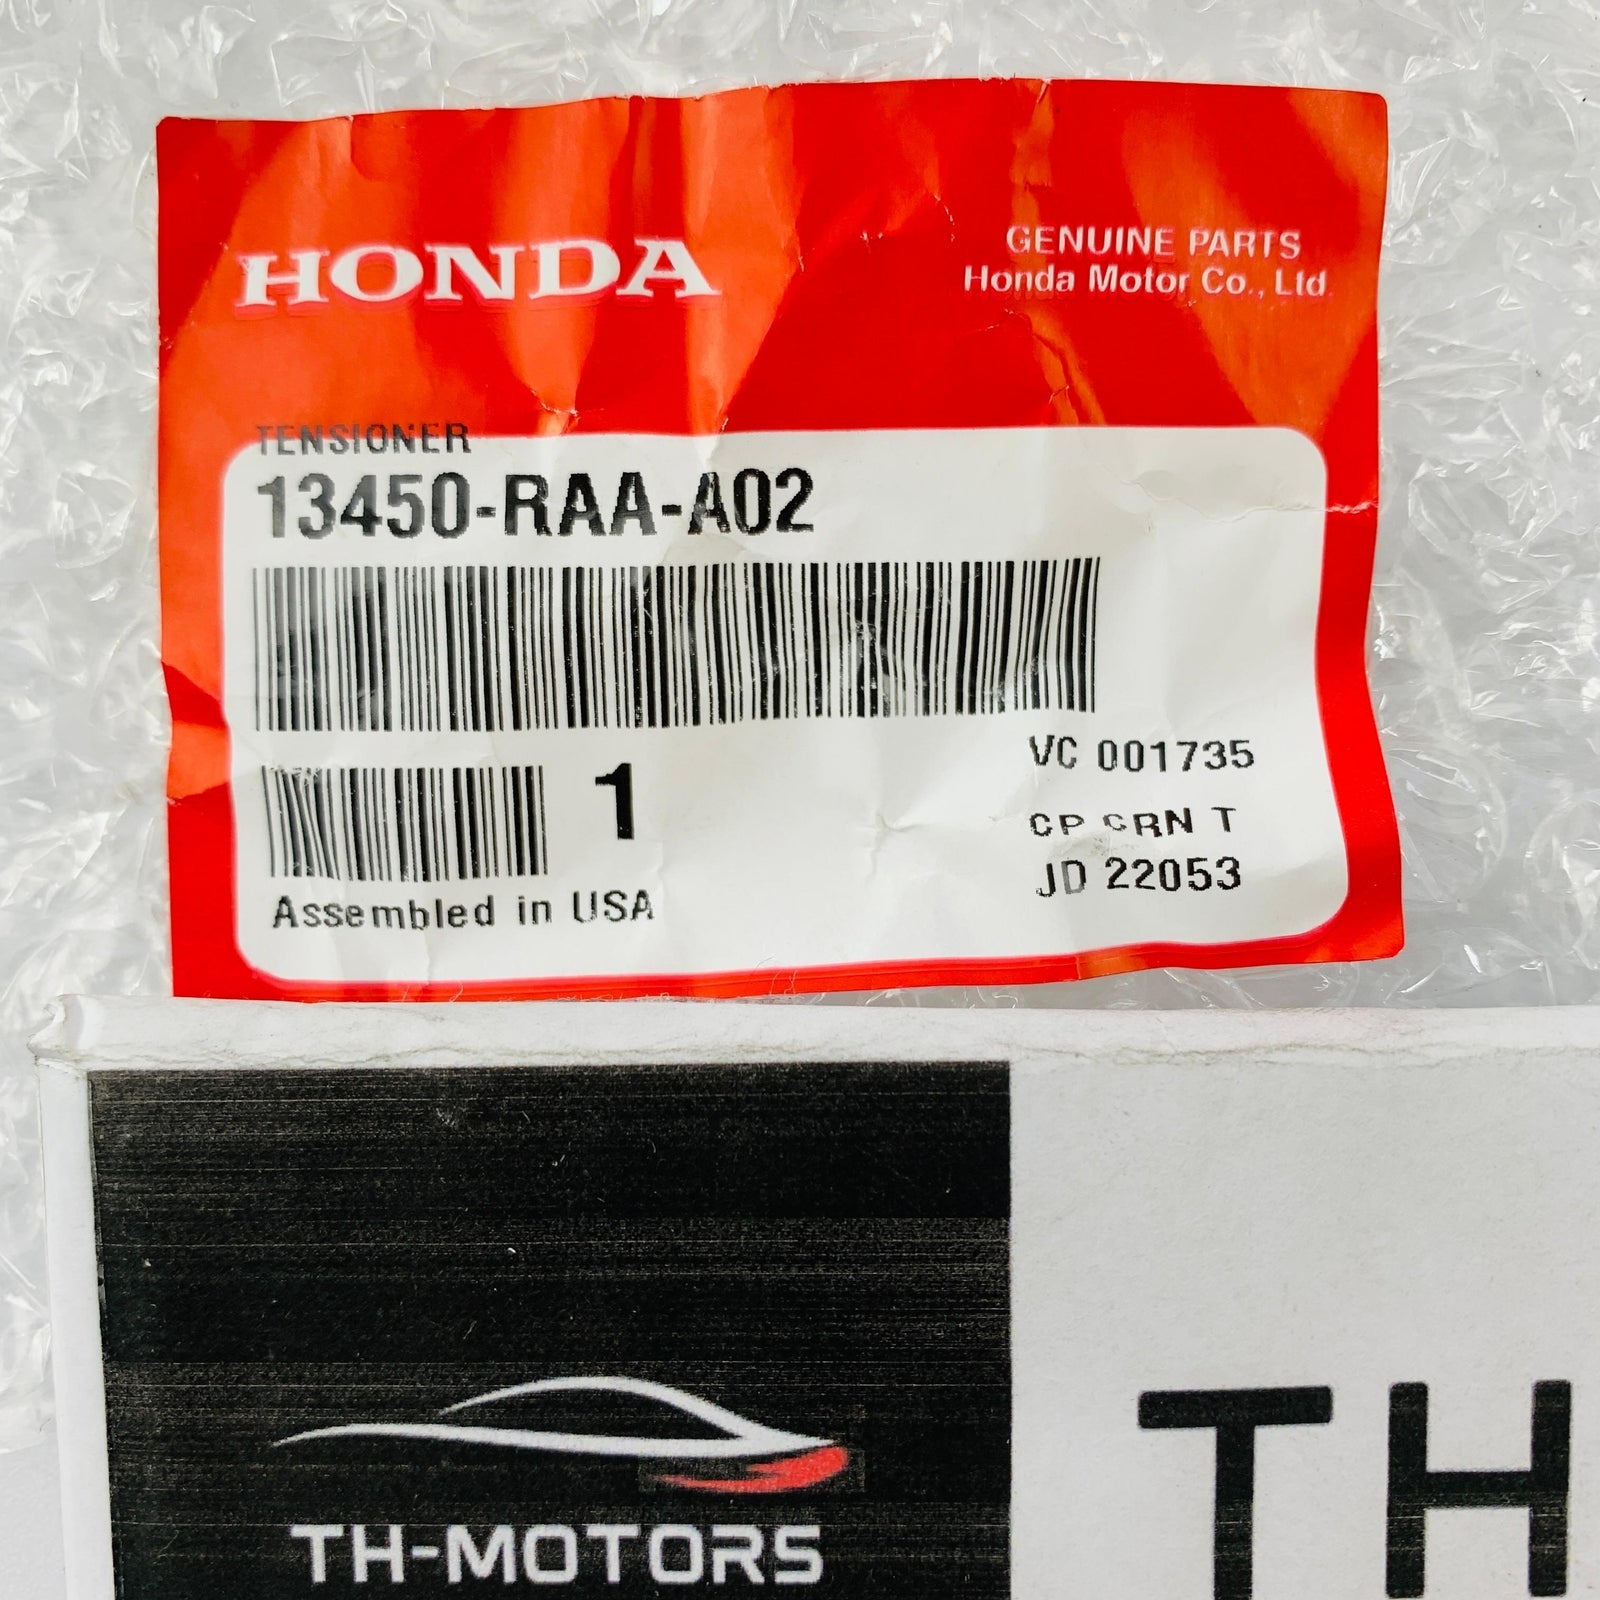 HONDA
GENUINE PARTS
Honda Motor Co., Ltd.
TENSIONER
13450-RAA-A02
VC 001735
1
CP CRN T
JD 22053
Assembled in USA
TH-MOTORS
TH